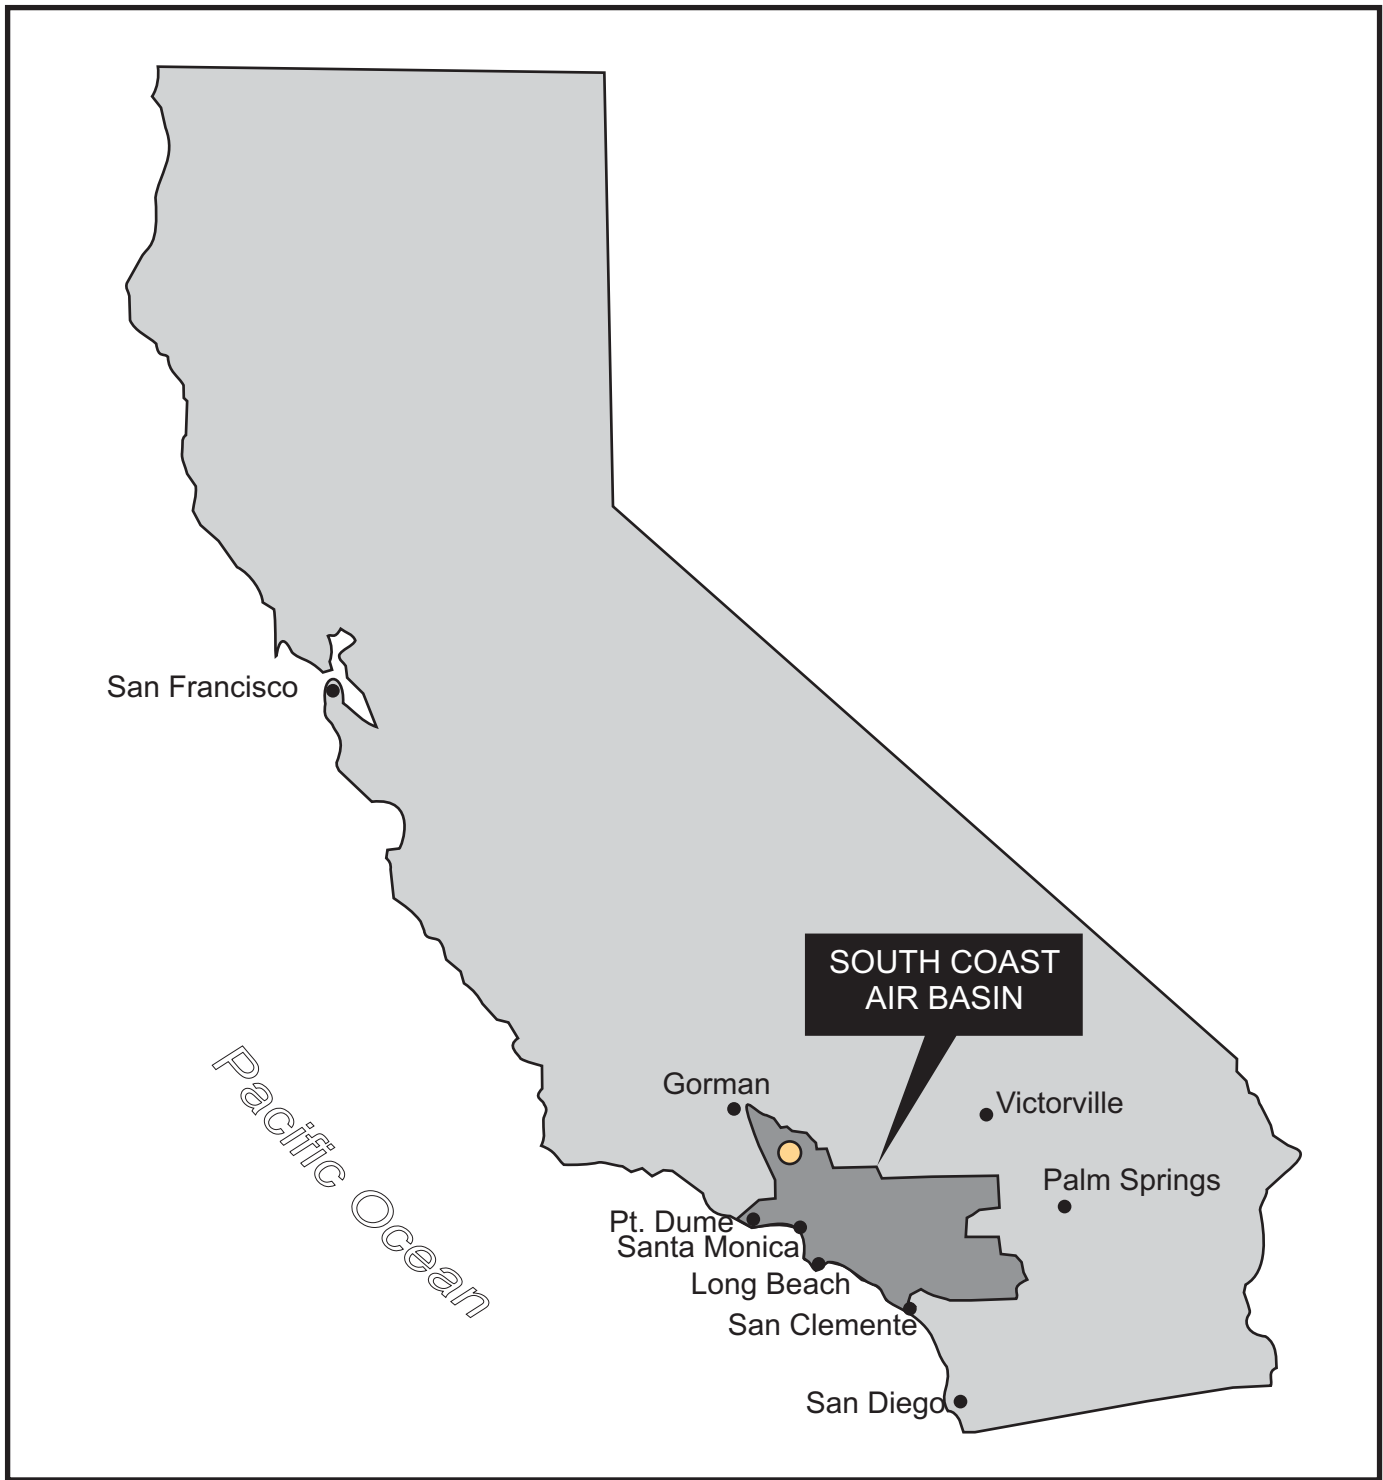 San Francisco
SOUTH COAST
AIR BASIN
Gorman
Victorville
Palm Springs
Pt. Dume
Santa Monica
Long Beach
San Clemente
San Diego
Pacific Ocean